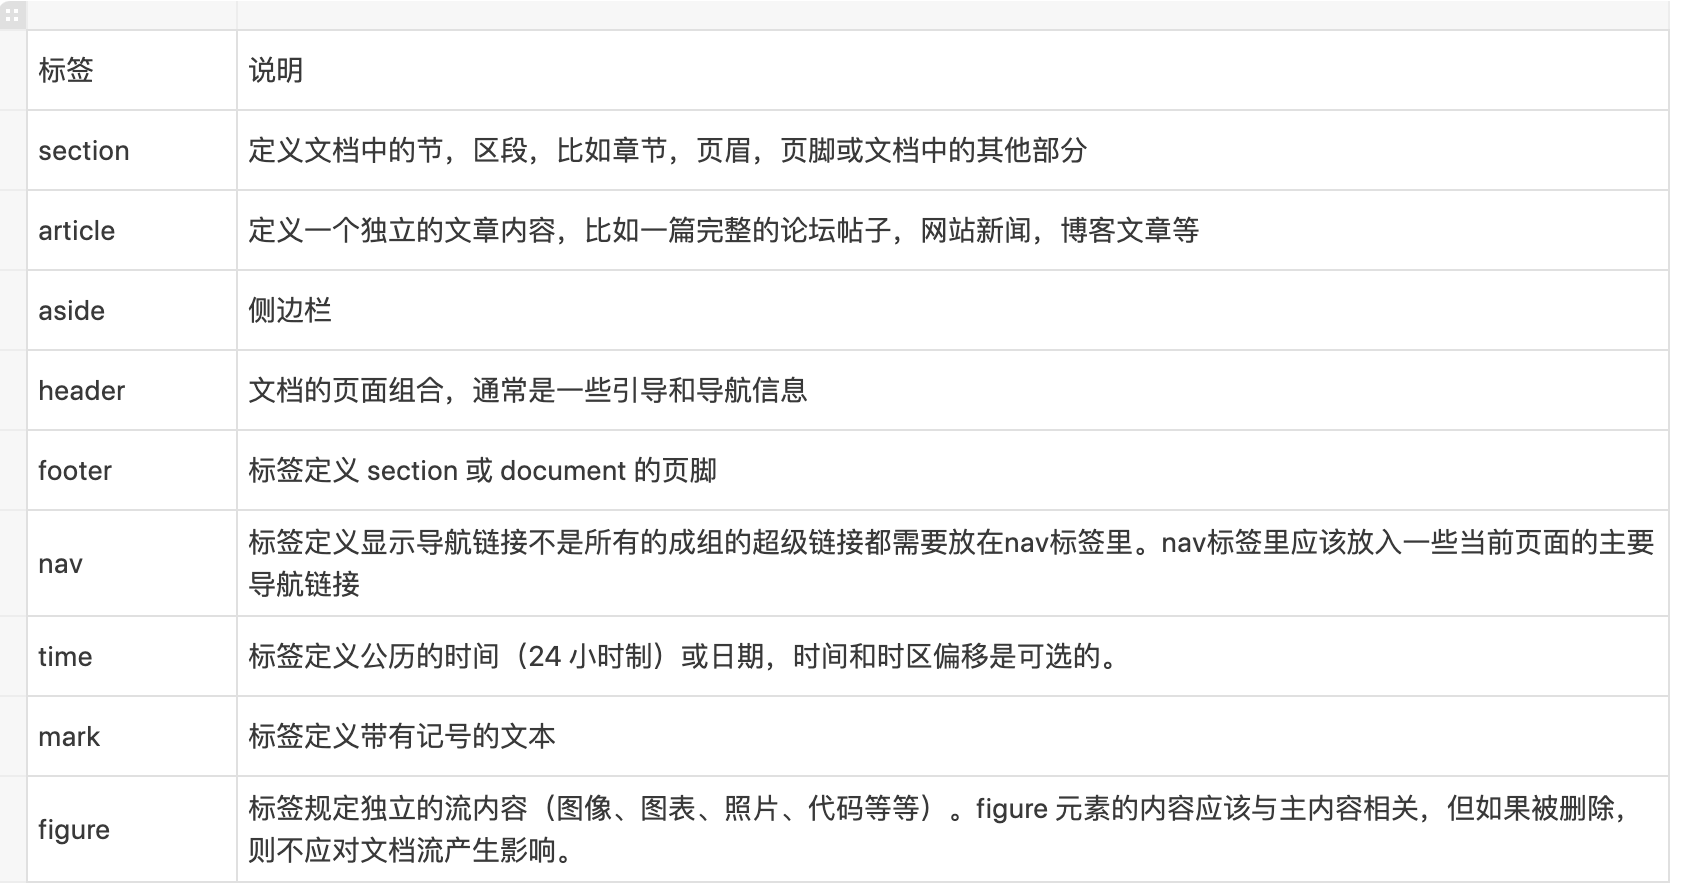 标签
说明
section
定义文档中的节，区段，比如章节，页眉，页脚或文档中的其他部分
article
定义一个独立的文章内容，比如一篇完整的论坛帖子，网站新闻，博客文章等
aside
侧边栏
header
文档的页面组合，通常是一些引导和导航信息
footer
标签定义 section 或 document 的页脚
nav
标签定义显示导航链接不是所有的成组的超级链接都需要放在nav标签里。nav标签里应该放入一些当前页面的主要
导航链接
time
标签定义公历的时间（24 小时制）或日期，时间和时区偏移是可选的。
mark
标签定义带有记号的文本
figure
标签规定独立的流内容（图像、图表、照片、代码等等）。figure 元素的内容应该与主内容相关，但如果被删除，
则不应对文档流产生影响。